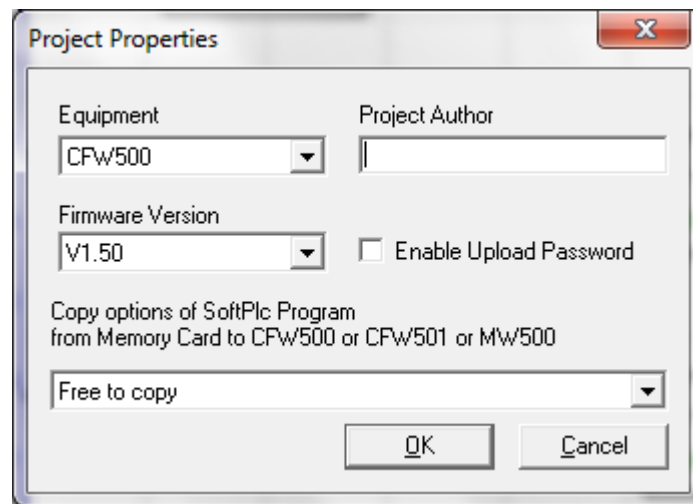 Project Properties
Equipment
Project Author
CFW500
Firmware Version
V1.50
Enable Upload Password
Copy options of SoftPlc Program
from Memory Card to CFW500 or CFW501 or MW500
Free to copy
OK
Cancel